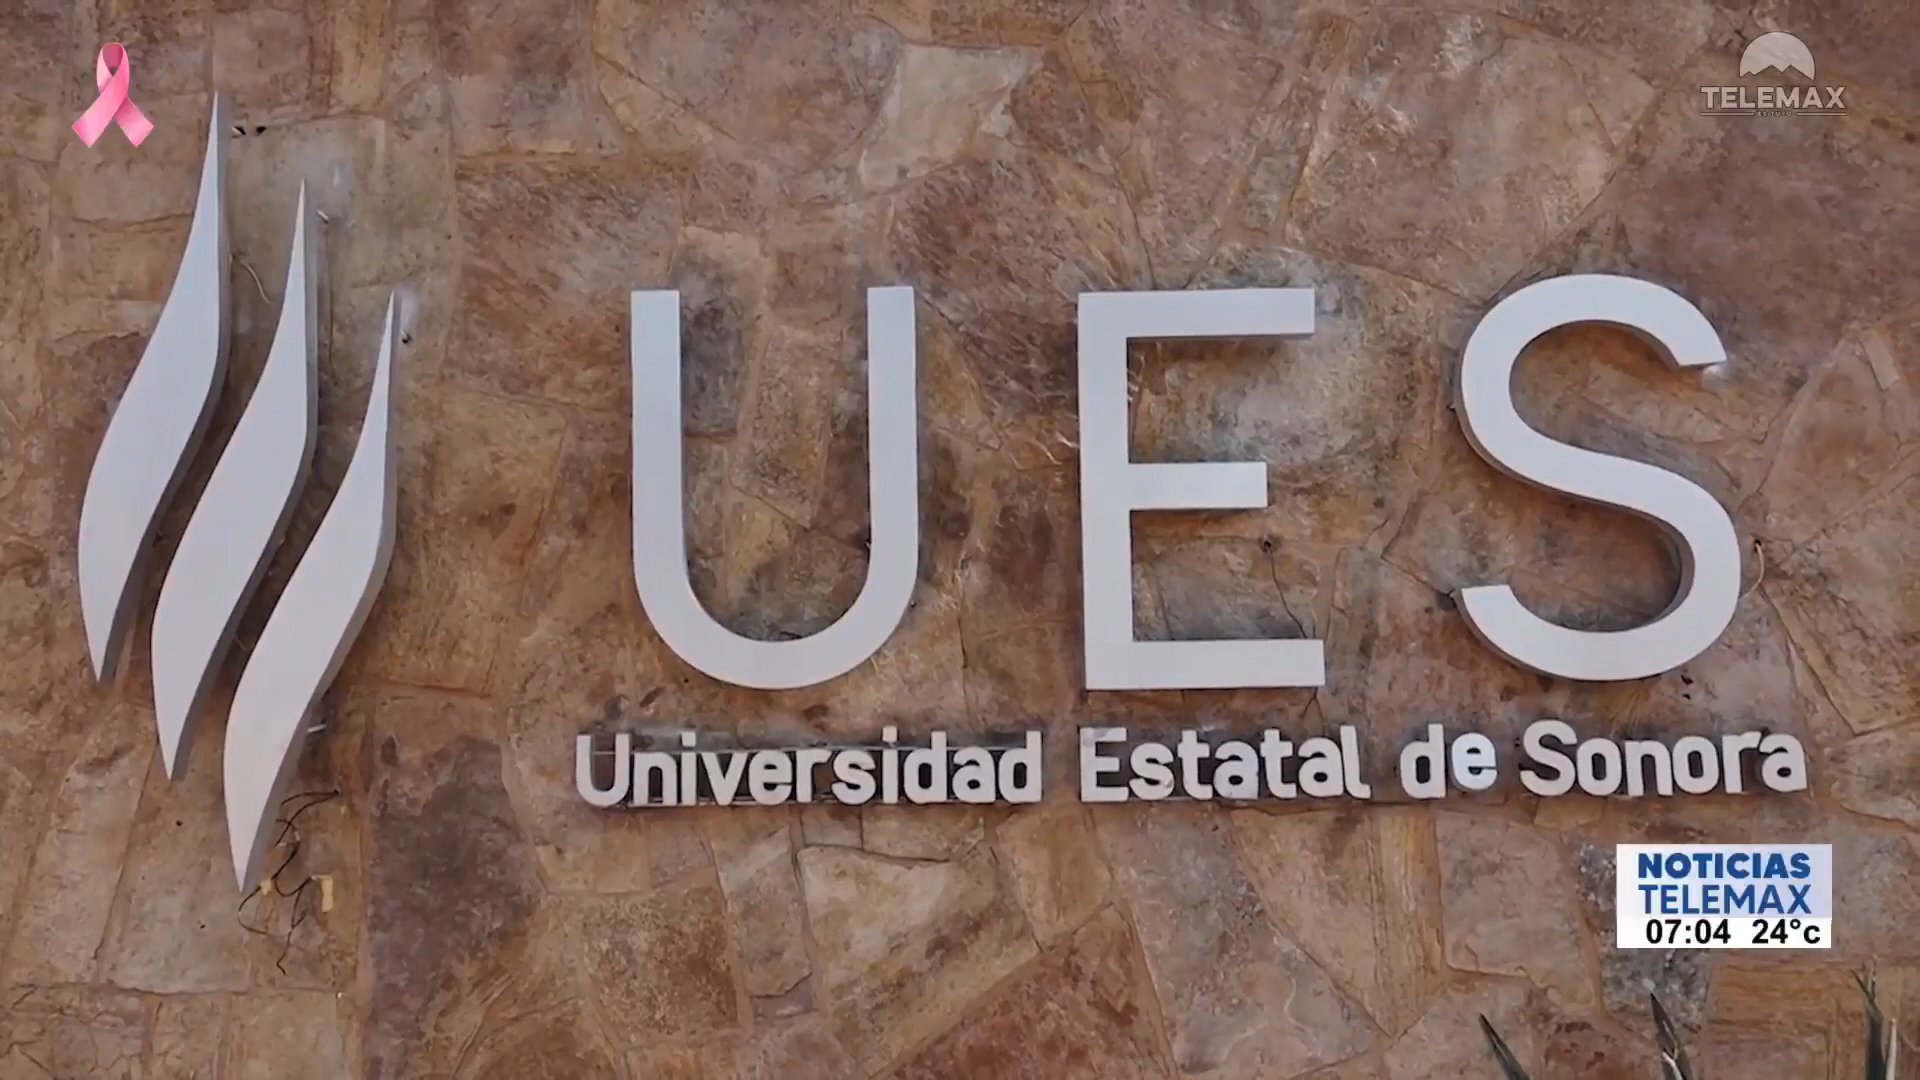 TELEMAX
UES
Universidad Estatal de Sonora
NOTICIAS
TELEMAX
07:04 24°c